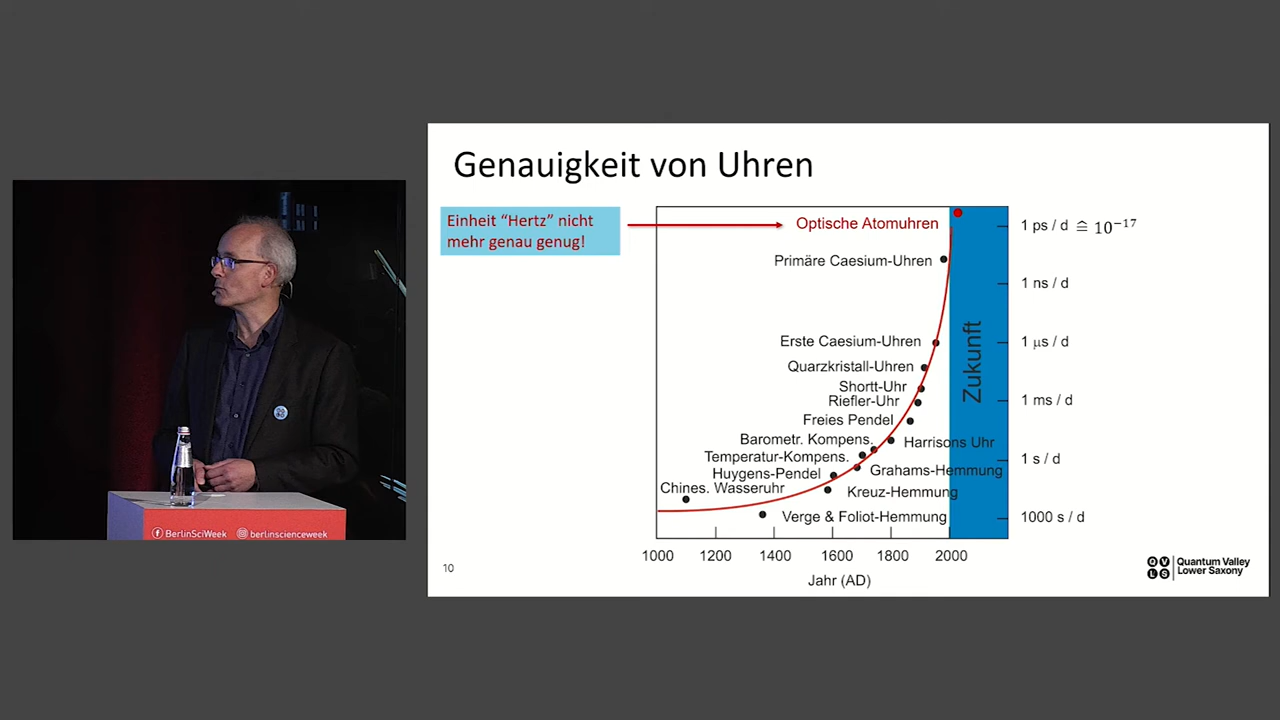 Genauigkeit von Uhren
Einheit “Hertz” nicht
mehr genau genug!
Optische Atomuhren
Primäre Caesium-Uhren
Erste Caesium-Uhren
Quarzkristall-Uhren
Shortt-Uhr
Riefler-Uhr
Freies Pendel
Barometr. Kompens.
Harrisons Uhr
Temperatur-Kompens.
Grahams-Hemmung
Huygens-Pendel
Chines. Wasseruhr
Kreuz-Hemmung
Verge & Foliot-Hemmung
Zukunft
1 ps / d ≙ 10⁻¹⁷
1 ns / d
1 μs / d
1 ms / d
1 s / d
1000 s / d
1000 1200 1400 1600 1800 2000
Jahr (AD)
10
QVLS
Quantum Valley
Lower Saxony
BerlinSciWeek
berlinscienceweek